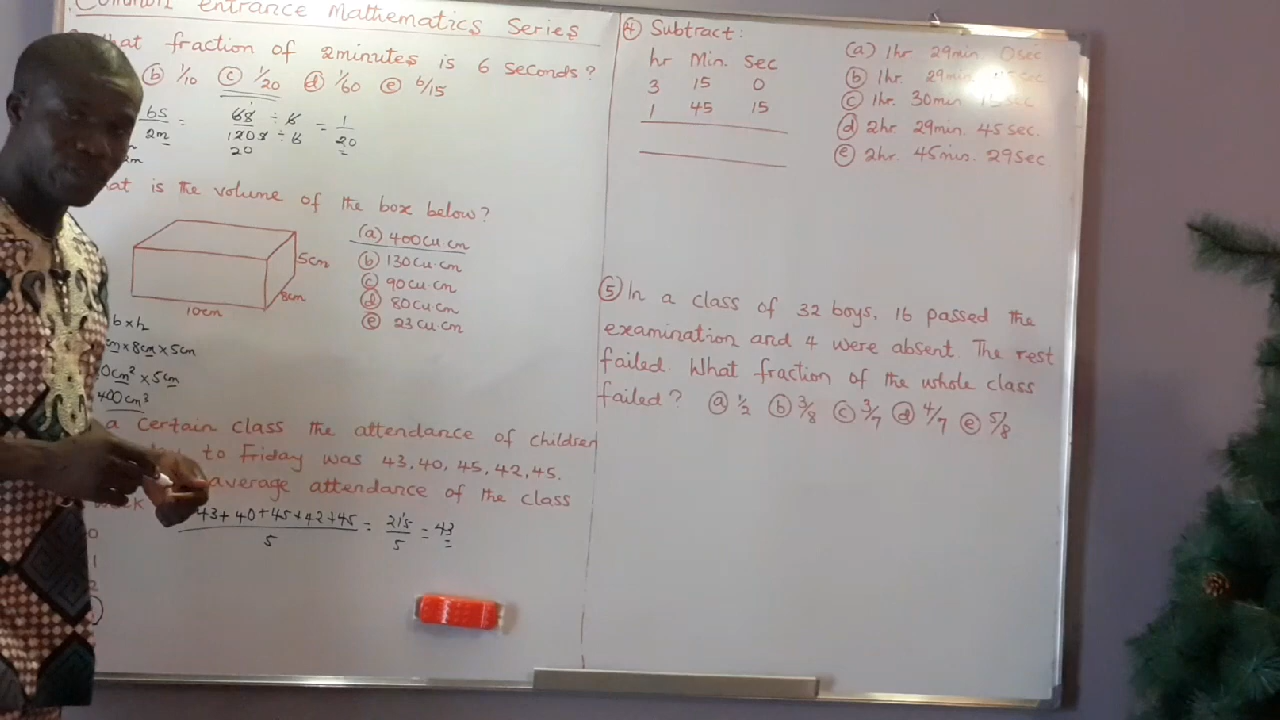 Entrance Mathematics Series
fraction of 2minutes is 6 seconds?
(b) 1/10 (c) 1/20 (d) 1/60 (e) 6/15
6s
2m =
6s ÷ 6
120s ÷ 6 = 1/20
20
is the volume of the box below?
5cm
8cm
10cm
(a) 400cu.cm
(b) 130cu.cm
(c) 90cu.cm
(d) 80cu.cm
(e) 23cu.cm
b x h
x 8cm x 5cm
0cm² x 5cm
400cm³
a certain class the attendance of children
to Friday was 43, 40, 45, 42, 45.
average attendance of the class
43+40+45+42+45 = 215 = 43
5 5
(4) Subtract:
hr Min. Sec
3 15 0
1 45 15
(a) 1hr 29min. 0sec
(b) 1hr. 29min
(c) 1hr. 30min
(d) 2hr 29min. 45sec.
(e) 2hr. 45min. 29sec
(5) In a class of 32 boys, 16 passed the
examination and 4 were absent. The rest
failed. What fraction of the whole class
failed? (a) 1/2 (b) 3/8 (c) 3/7 (d) 4/7 (e) 5/8